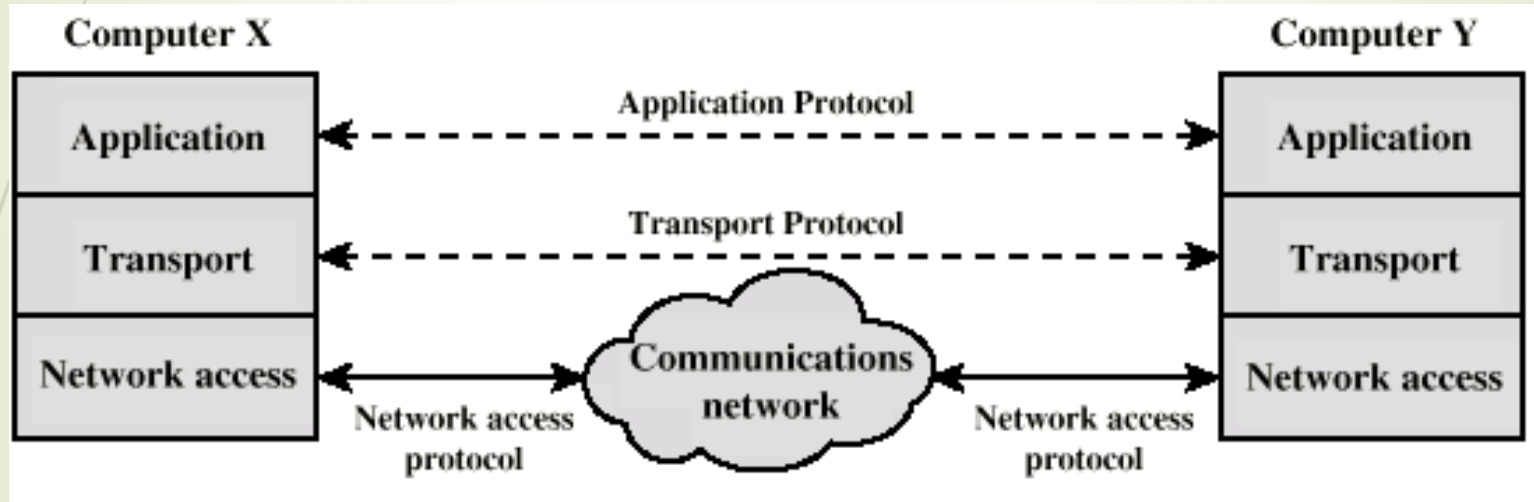 Computer X
Computer Y
Application
Application Protocol
Application
Transport
Transport Protocol
Transport
Network access
Network access
protocol
Communications
network
Network access
protocol
Network access